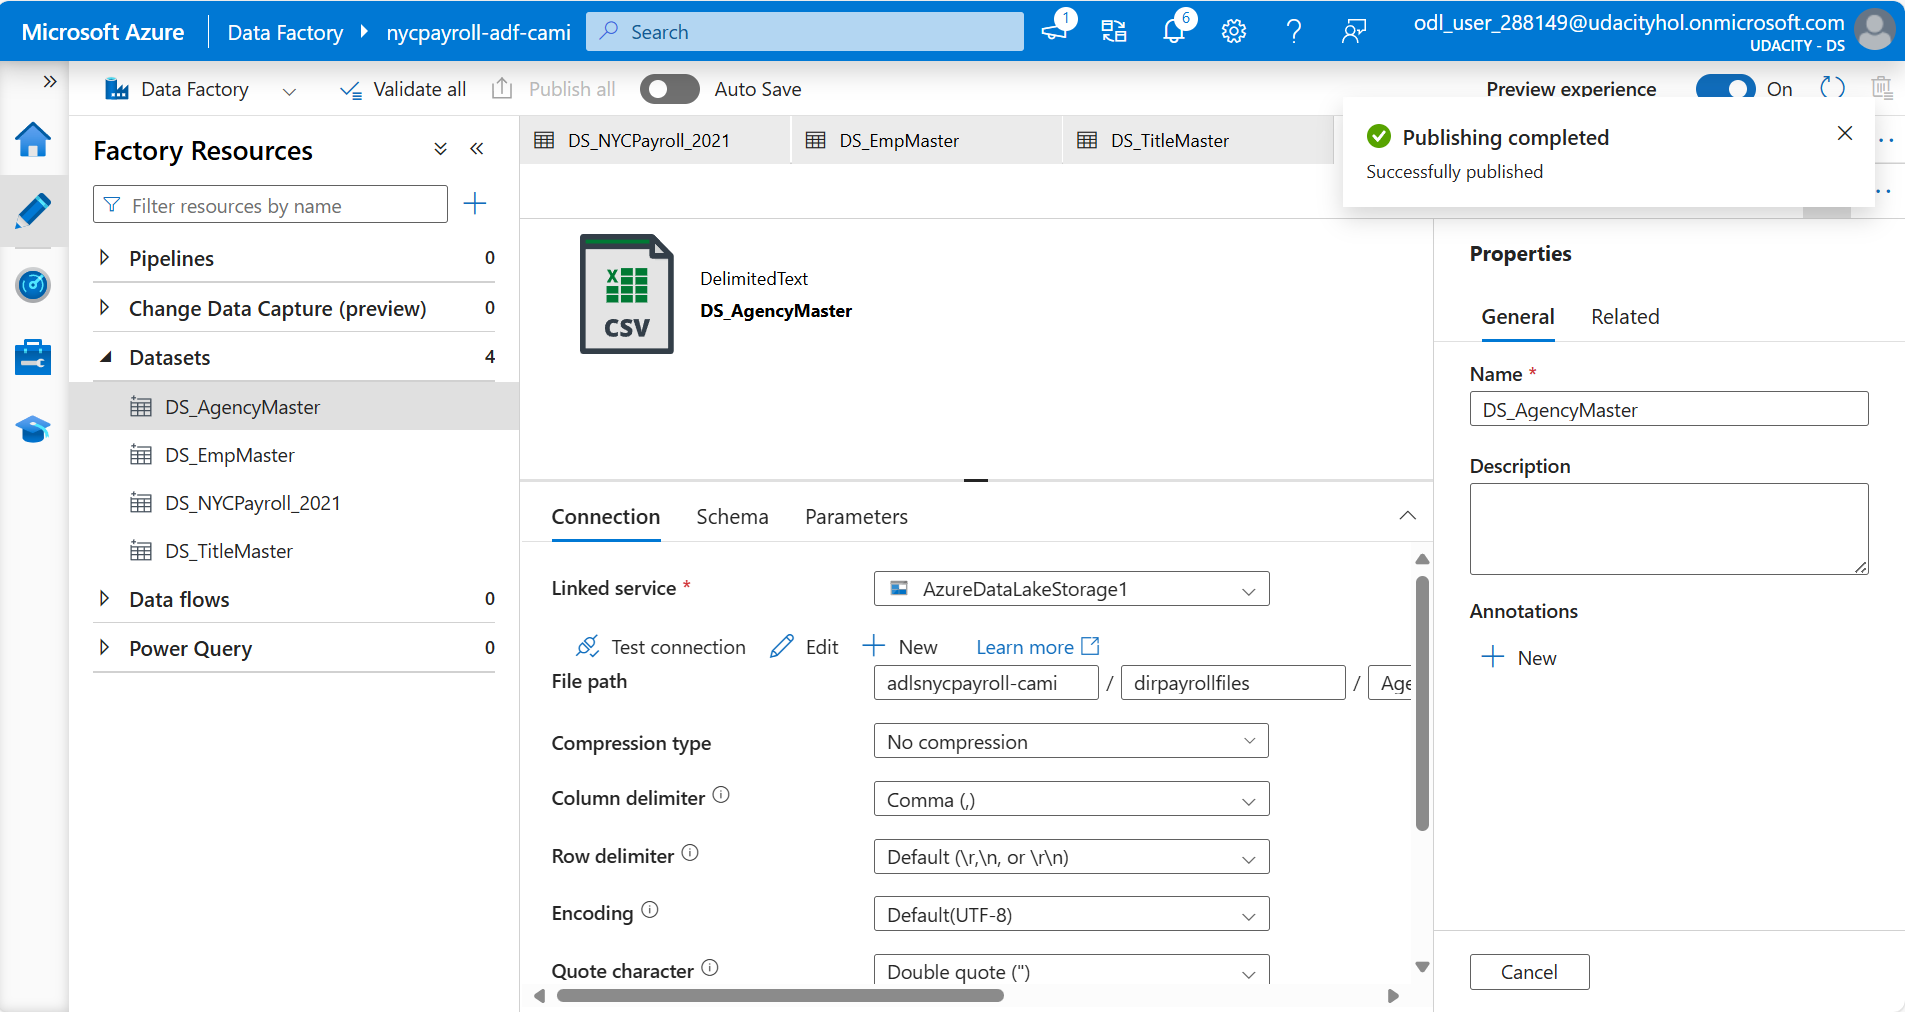 Microsoft Azure
Data Factory
nycpayroll-adf-cami
Search
1
6
odl_user_288149@udacityhol.onmicrosoft.com
UDACITY - DS
Data Factory
Validate all
Publish all
Auto Save
Preview experience
On
Publishing completed
Successfully published
Factory Resources
Filter resources by name
Pipelines 0
Change Data Capture (preview) 0
Datasets 4
DS_AgencyMaster
DS_EmpMaster
DS_NYCPayroll_2021
DS_TitleMaster
Data flows 0
Power Query 0
DS_NYCPayroll_2021
DS_EmpMaster
DS_TitleMaster
CSV
DelimitedText
DS_AgencyMaster
Connection
Schema
Parameters
Linked service *
AzureDataLakeStorage1
Test connection
Edit
New
Learn more
File path
adlsnycpayroll-cami / dirpayrollfiles / Age
Compression type
No compression
Column delimiter
Comma (,)
Row delimiter
Default (\r,\n, or \r\n)
Encoding
Default(UTF-8)
Quote character
Double quote (")
Properties
General
Related
Name *
DS_AgencyMaster
Description
Annotations
New
Cancel